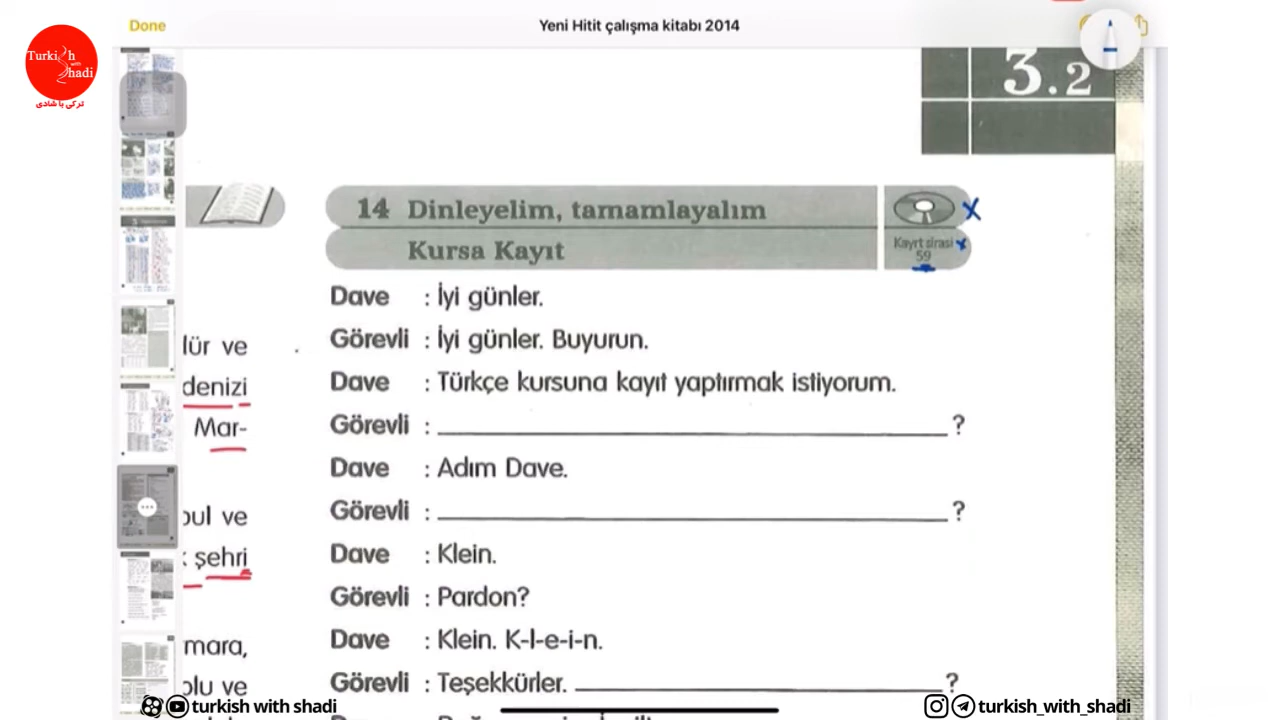 Done
Yeni Hitit çalışma kitabı 2014
Turkish
with
Shadi
ترکی با شادی
3.2
14 Dinleyelim, tamamlayalım
Kursa Kayıt
Kayıt sırası
59
Dave : İyi günler.
Görevli : İyi günler. Buyurun.
Dave : Türkçe kursuna kayıt yaptırmak istiyorum.
Görevli : ?
Dave : Adım Dave.
Görevli : ?
Dave : Klein.
Görevli : Pardon?
Dave : Klein. K-l-e-i-n.
Görevli : Teşekkürler. ?
lür ve
denizi
Mar-
bul ve
şehri
mara,
olu ve
turkish with shadi
turkish_with_shadi